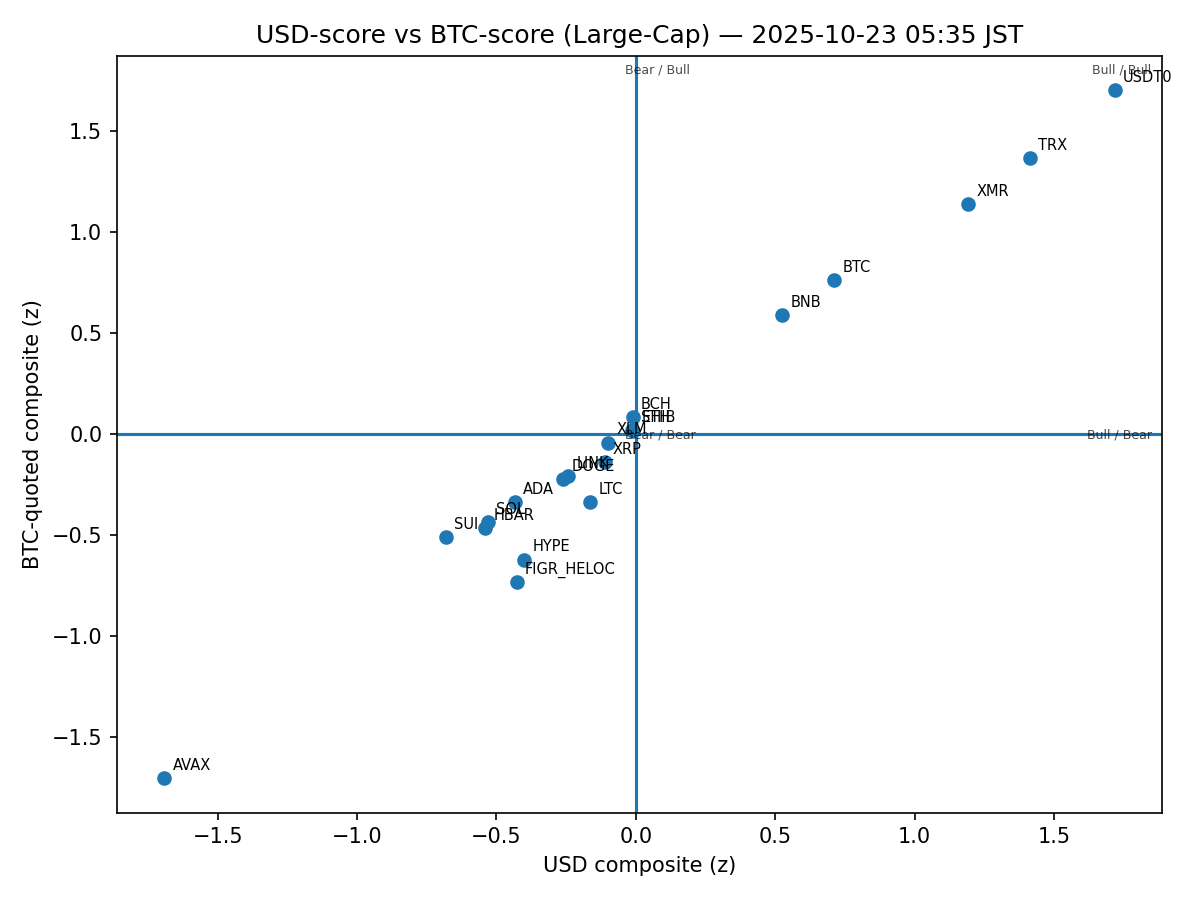 USD-score vs BTC-score (Large-Cap) — 2025-10-23 05:35 JST
Bear / Bull
Bull / Bull
USDT0
TRX
XMR
BTC
BNB
BCH
ETH
XLM
Bear / Bear
Bull / Bear
XRP
LINK
DOGE
ADA
LTC
SOL
HBAR
SUI
HYPE
FIGR_HELOC
AVAX
1.5
1.0
0.5
0.0
−0.5
−1.0
−1.5
BTC-quoted composite (z)
−1.5
−1.0
−0.5
0.0
0.5
1.0
1.5
USD composite (z)